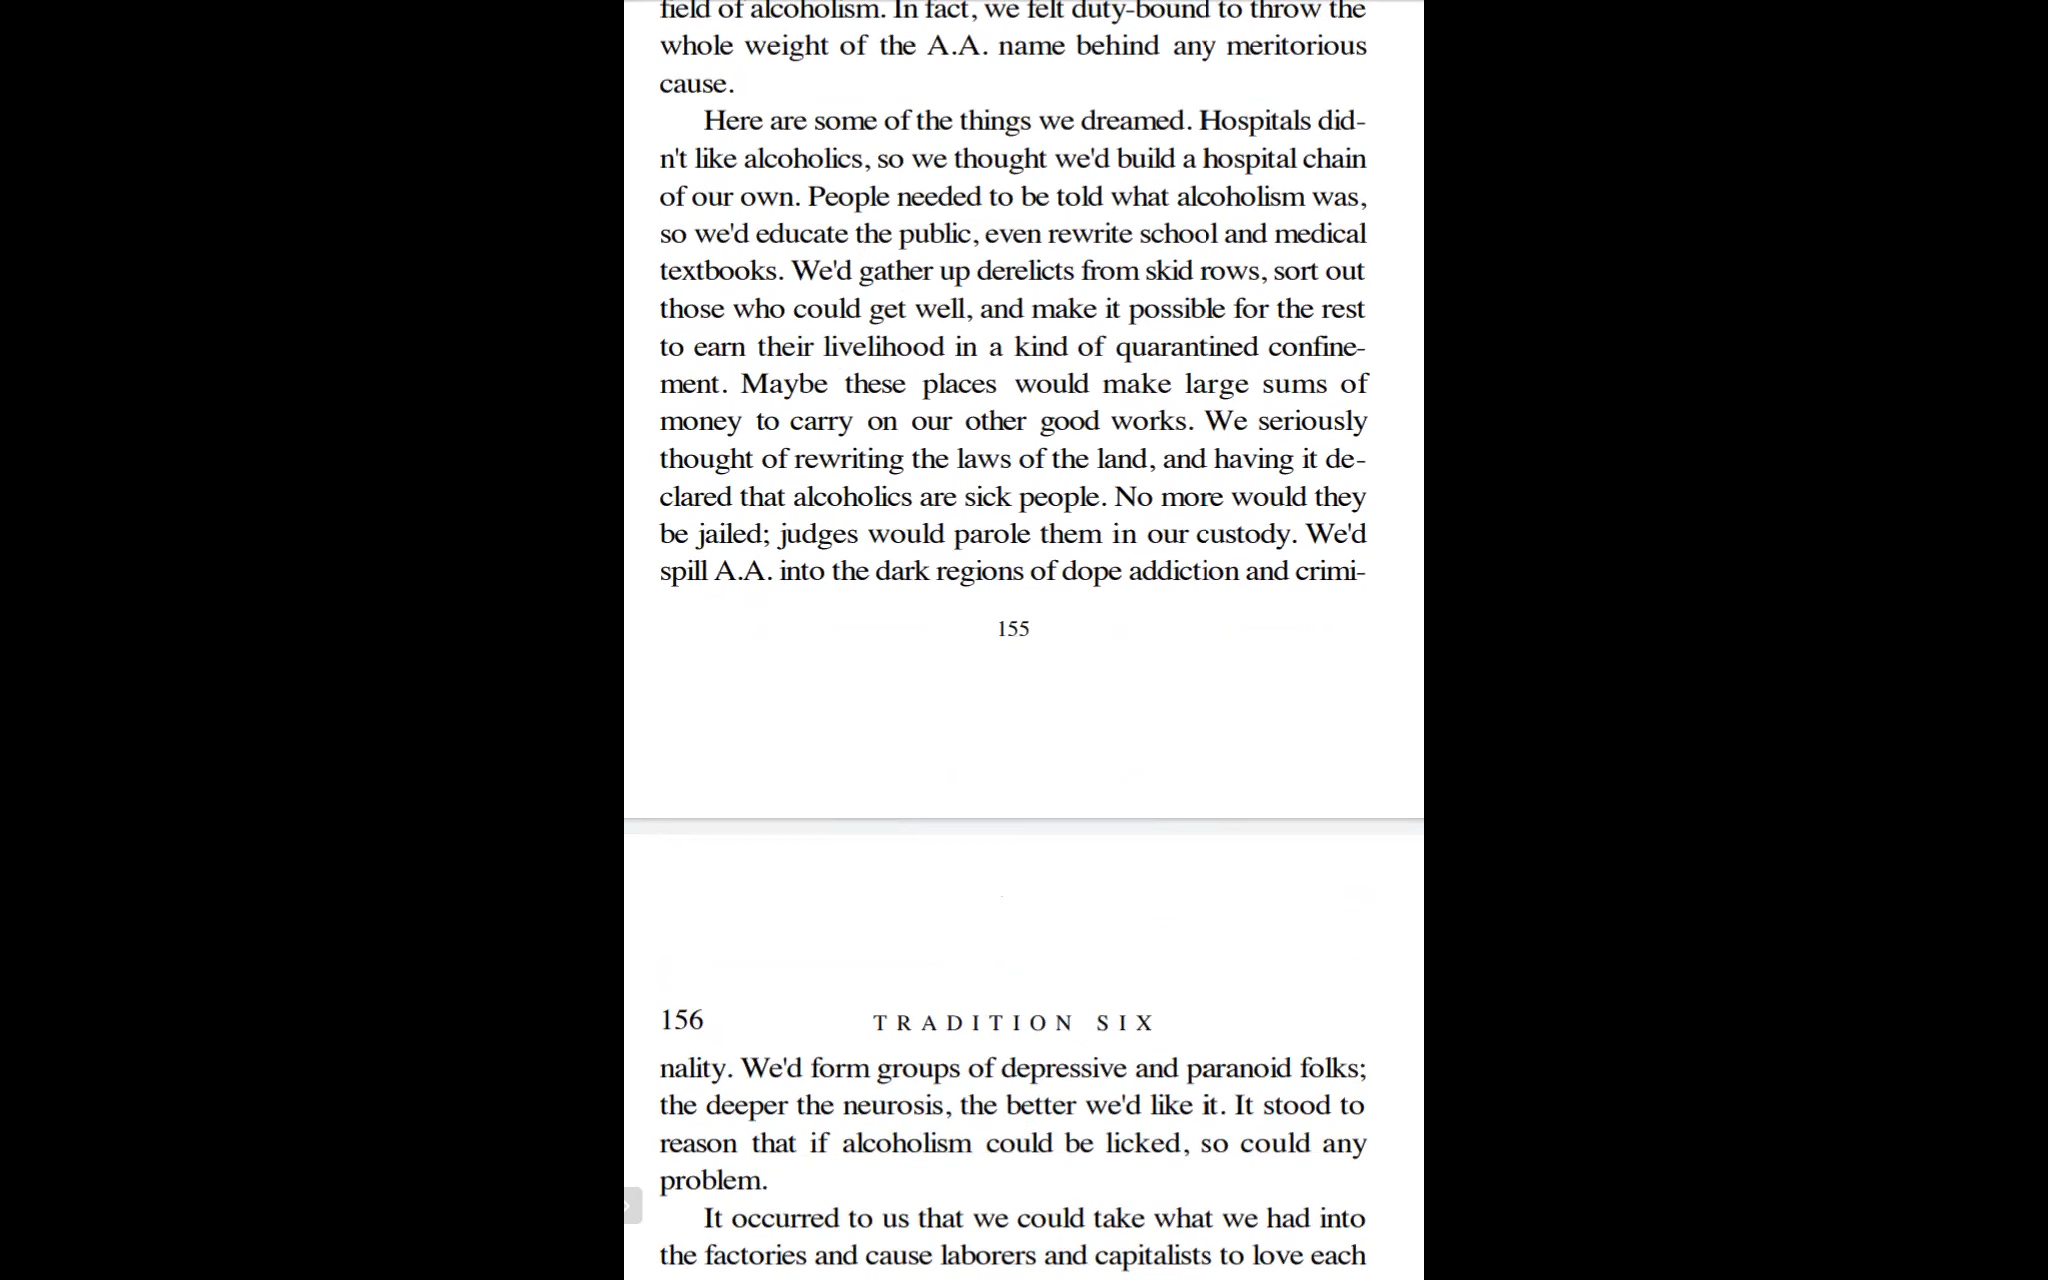 field of alcoholism. In fact, we felt duty-bound to throw the
whole weight of the A.A. name behind any meritorious
cause.
Here are some of the things we dreamed. Hospitals did-
n't like alcoholics, so we thought we'd build a hospital chain
of our own. People needed to be told what alcoholism was,
so we'd educate the public, even rewrite school and medical
textbooks. We'd gather up derelicts from skid rows, sort out
those who could get well, and make it possible for the rest
to earn their livelihood in a kind of quarantined confine-
ment. Maybe these places would make large sums of
money to carry on our other good works. We seriously
thought of rewriting the laws of the land, and having it de-
clared that alcoholics are sick people. No more would they
be jailed; judges would parole them in our custody. We'd
spill A.A. into the dark regions of dope addiction and crimi-
155
156 TRADITION SIX
nality. We'd form groups of depressive and paranoid folks;
the deeper the neurosis, the better we'd like it. It stood to
reason that if alcoholism could be licked, so could any
problem.
It occurred to us that we could take what we had into
the factories and cause laborers and capitalists to love each